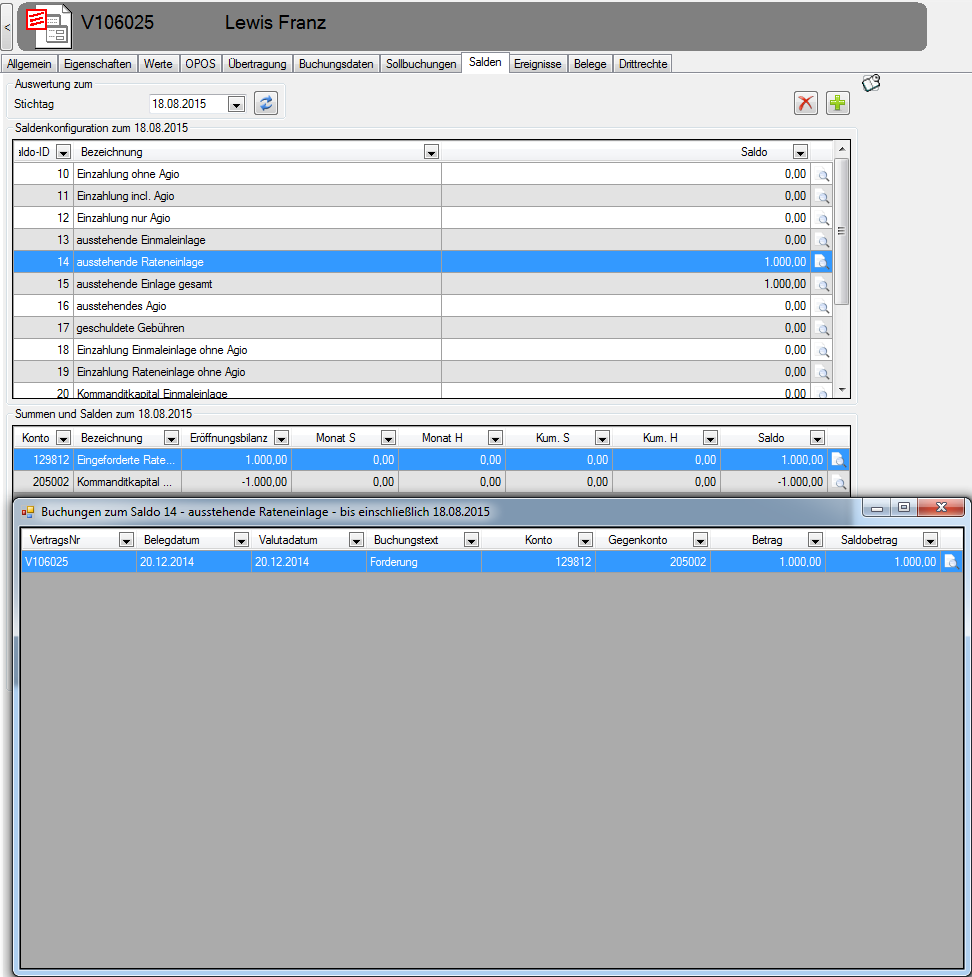 V106025 Lewis Franz
Allgemein Eigenschaften Werte OPOS Übertragung Buchungsdaten Sollbuchungen Salden Ereignisse Belege Drittrechte
Auswertung zum
Stichtag 18.08.2015
Saldenkonfiguration zum 18.08.2015
ldo-ID Bezeichnung Saldo
10 Einzahlung ohne Agio 0,00
11 Einzahlung incl. Agio 0,00
12 Einzahlung nur Agio 0,00
13 ausstehende Einmaleinlage 0,00
14 ausstehende Rateneinlage 1.000,00
15 ausstehende Einlage gesamt 1.000,00
16 ausstehendes Agio 0,00
17 geschuldete Gebühren 0,00
18 Einzahlung Einmaleinlage ohne Agio 0,00
19 Einzahlung Rateneinlage ohne Agio 0,00
20 Kommanditkapital Einmaleinlage 0,00
Summen und Salden zum 18.08.2015
Konto Bezeichnung Eröffnungsbilanz Monat S Monat H Kum. S Kum. H Saldo
129812 Eingeforderte Rate... 1.000,00 0,00 0,00 0,00 0,00 1.000,00
205002 Kommanditkapital ... -1.000,00 0,00 0,00 0,00 0,00 -1.000,00
Buchungen zum Saldo 14 - ausstehende Rateneinlage - bis einschließlich 18.08.2015
VertragsNr Belegdatum Valutadatum Buchungstext Konto Gegenkonto Betrag Saldobetrag
V106025 20.12.2014 20.12.2014 Forderung 129812 205002 1.000,00 1.000,00